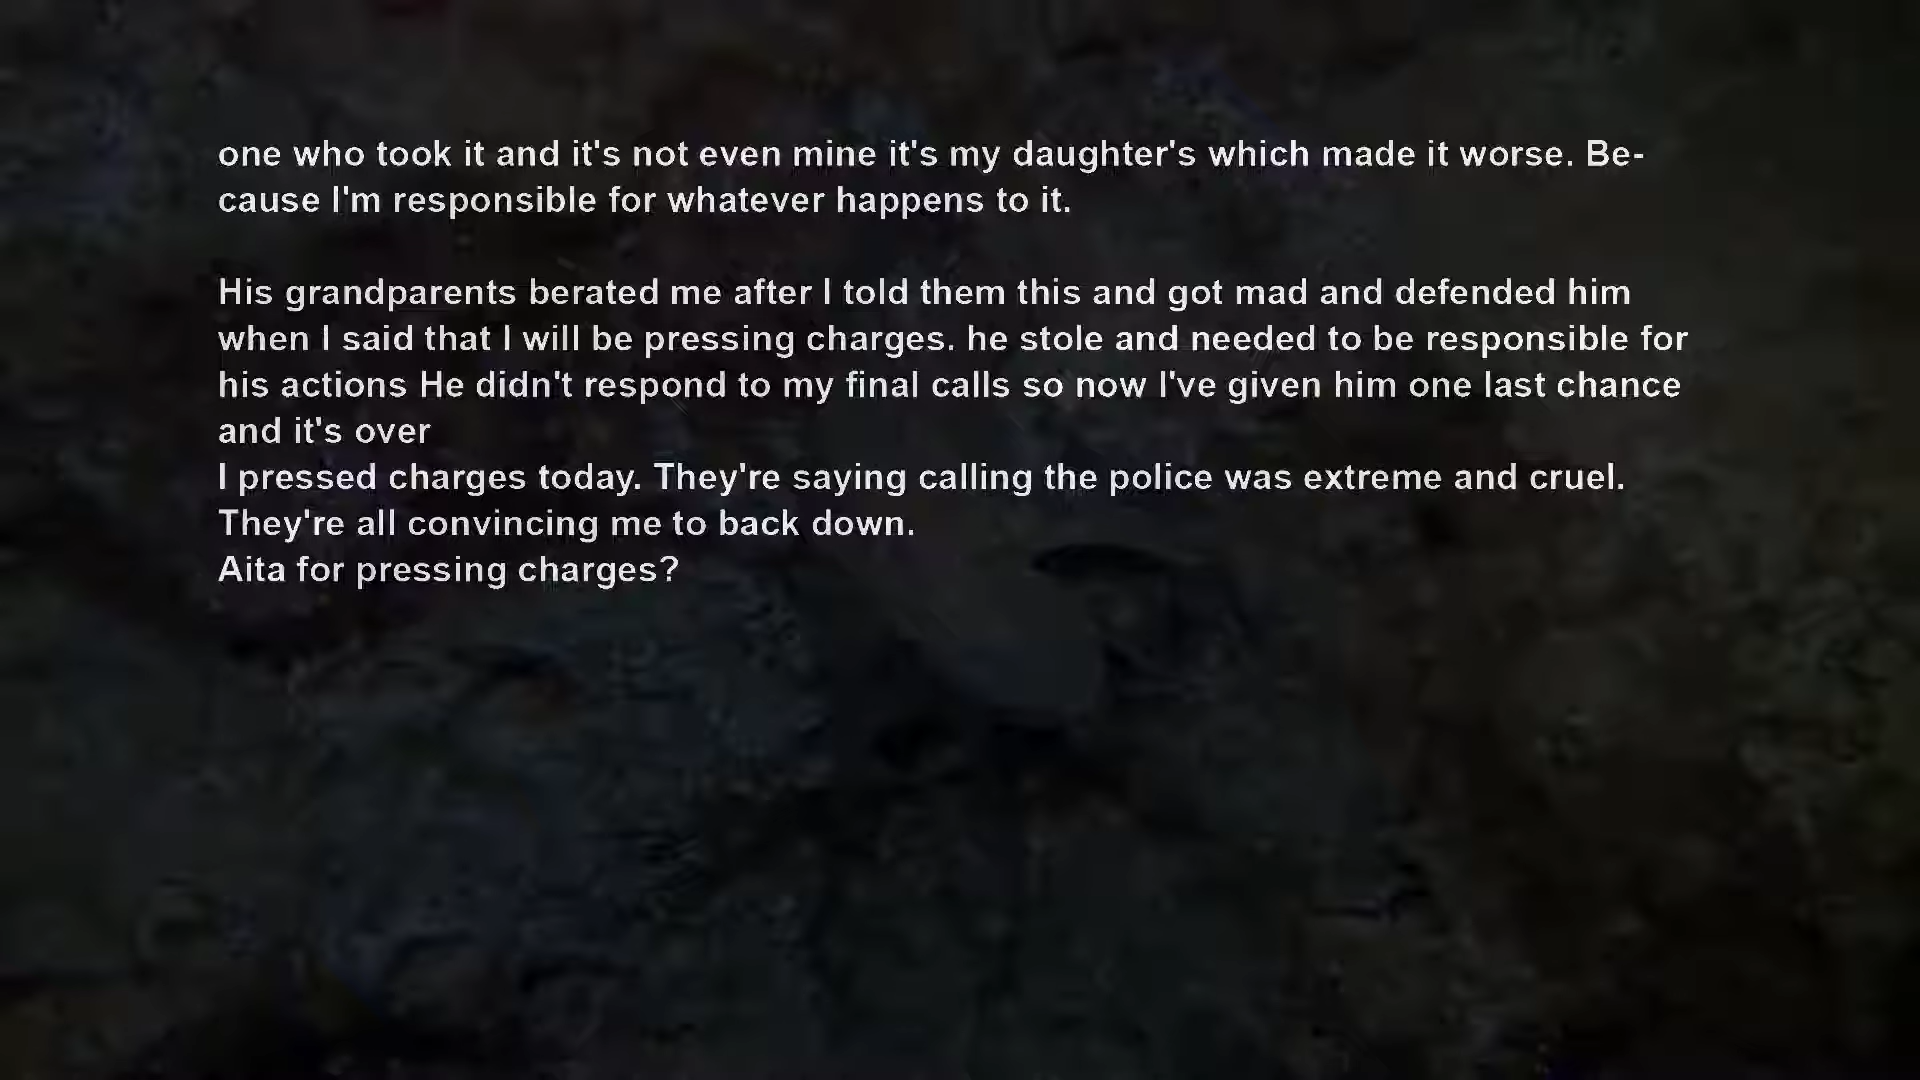 one who took it and it's not even mine it's my daughter's which made it worse. Be-
cause I'm responsible for whatever happens to it.
His grandparents berated me after I told them this and got mad and defended him
when I said that I will be pressing charges. he stole and needed to be responsible for
his actions He didn't respond to my final calls so now I've given him one last chance
and it's over
I pressed charges today. They're saying calling the police was extreme and cruel.
They're all convincing me to back down.
Aita for pressing charges?